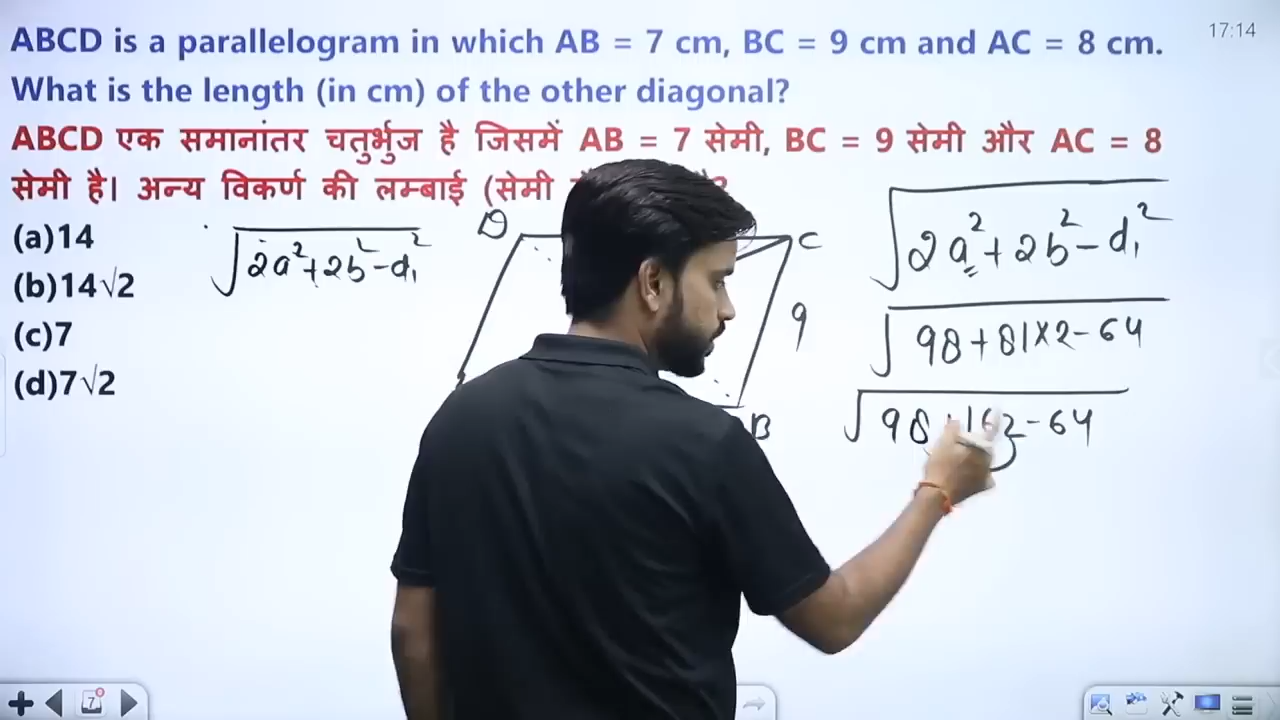 17:14
ABCD is a parallelogram in which AB = 7 cm, BC = 9 cm and AC = 8 cm.
What is the length (in cm) of the other diagonal?
ABCD एक समानांतर चतुर्भुज है जिसमें AB = 7 सेमी, BC = 9 सेमी और AC = 8
सेमी है। अन्य विकर्ण की लम्बाई (सेमी
(a)14
(b)14√2
(c)7
(d)7√2
√2a²+2b²-d₁²
D
C
9
B
√2a²+2b²-d₁²
√98+81×2-64
√98+162-64
7